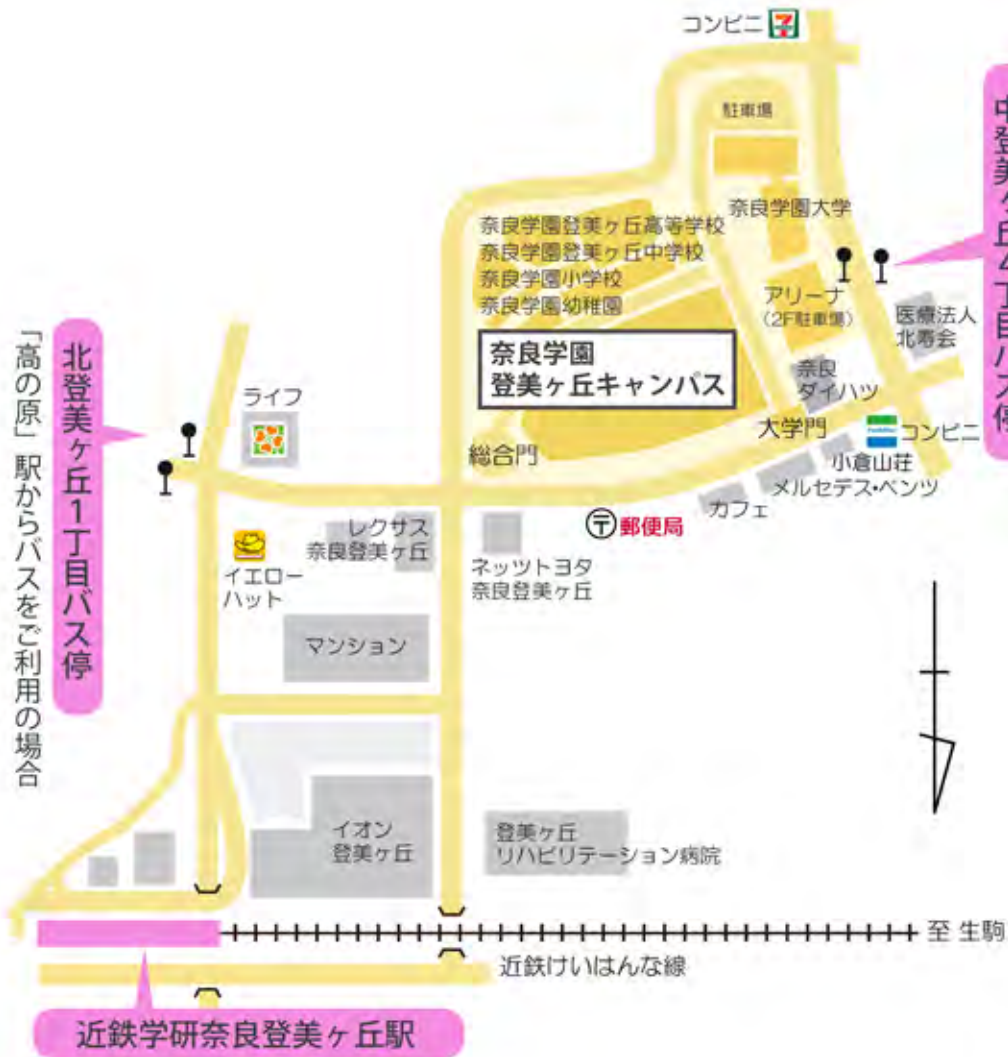 コンビニ
駐車場
奈良学園大学
奈良学園登美ヶ丘高等学校
奈良学園登美ヶ丘中学校
奈良学園小学校
奈良学園幼稚園
中登美ヶ丘4丁目バス停
アリーナ
（2F駐車場）
医療法人
北寿会
奈良学園
登美ヶ丘キャンパス
奈良
ダイハツ
北登美ヶ丘1丁目バス停
「高の原」駅からバスをご利用の場合
ライフ
総合門
大学門
コンビニ
小倉山荘
メルセデス・ベンツ
カフェ
〒郵便局
レクサス
奈良登美ヶ丘
イエロー
ハット
ネッツトヨタ
奈良登美ヶ丘
マンション
イオン
登美ヶ丘
登美ヶ丘
リハビリテーション病院
至 生駒
近鉄けいはんな線
近鉄学研奈良登美ヶ丘駅